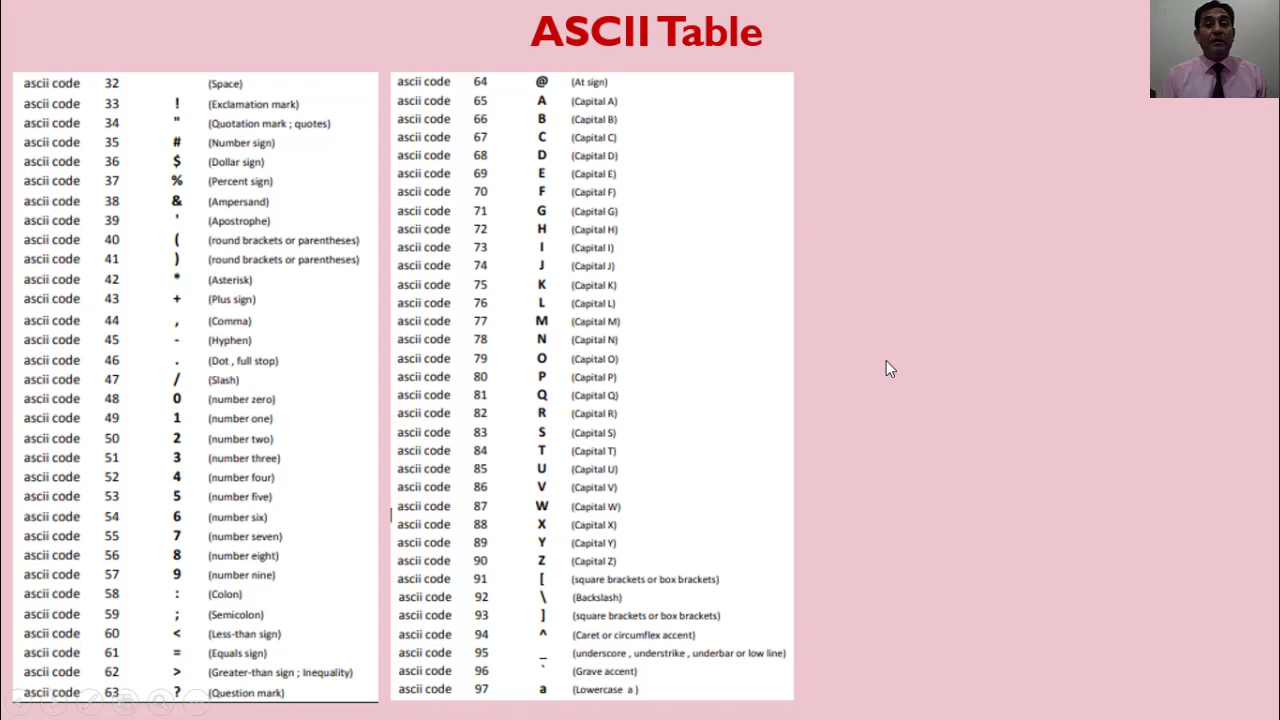 ASCII Table
ascii code 32 (Space)
ascii code 33 ! (Exclamation mark)
ascii code 34 " (Quotation mark ; quotes)
ascii code 35 # (Number sign)
ascii code 36 $ (Dollar sign)
ascii code 37 % (Percent sign)
ascii code 38 & (Ampersand)
ascii code 39 ' (Apostrophe)
ascii code 40 ( (round brackets or parentheses)
ascii code 41 ) (round brackets or parentheses)
ascii code 42 * (Asterisk)
ascii code 43 + (Plus sign)
ascii code 44 , (Comma)
ascii code 45 - (Hyphen)
ascii code 46 . (Dot , full stop)
ascii code 47 / (Slash)
ascii code 48 0 (number zero)
ascii code 49 1 (number one)
ascii code 50 2 (number two)
ascii code 51 3 (number three)
ascii code 52 4 (number four)
ascii code 53 5 (number five)
ascii code 54 6 (number six)
ascii code 55 7 (number seven)
ascii code 56 8 (number eight)
ascii code 57 9 (number nine)
ascii code 58 : (Colon)
ascii code 59 ; (Semicolon)
ascii code 60 < (Less-than sign)
ascii code 61 = (Equals sign)
ascii code 62 > (Greater-than sign ; Inequality)
ascii code 63 ? (Question mark)
ascii code 64 @ (At sign)
ascii code 65 A (Capital A)
ascii code 66 B (Capital B)
ascii code 67 C (Capital C)
ascii code 68 D (Capital D)
ascii code 69 E (Capital E)
ascii code 70 F (Capital F)
ascii code 71 G (Capital G)
ascii code 72 H (Capital H)
ascii code 73 I (Capital I)
ascii code 74 J (Capital J)
ascii code 75 K (Capital K)
ascii code 76 L (Capital L)
ascii code 77 M (Capital M)
ascii code 78 N (Capital N)
ascii code 79 O (Capital O)
ascii code 80 P (Capital P)
ascii code 81 Q (Capital Q)
ascii code 82 R (Capital R)
ascii code 83 S (Capital S)
ascii code 84 T (Capital T)
ascii code 85 U (Capital U)
ascii code 86 V (Capital V)
ascii code 87 W (Capital W)
ascii code 88 X (Capital X)
ascii code 89 Y (Capital Y)
ascii code 90 Z (Capital Z)
ascii code 91 [ (square brackets or box brackets)
ascii code 92 \ (Backslash)
ascii code 93 ] (square brackets or box brackets)
ascii code 94 ^ (Caret or circumflex accent)
ascii code 95 _ (underscore , understrike , underbar or low line)
ascii code 96 ` (Grave accent)
ascii code 97 a (Lowercase a )